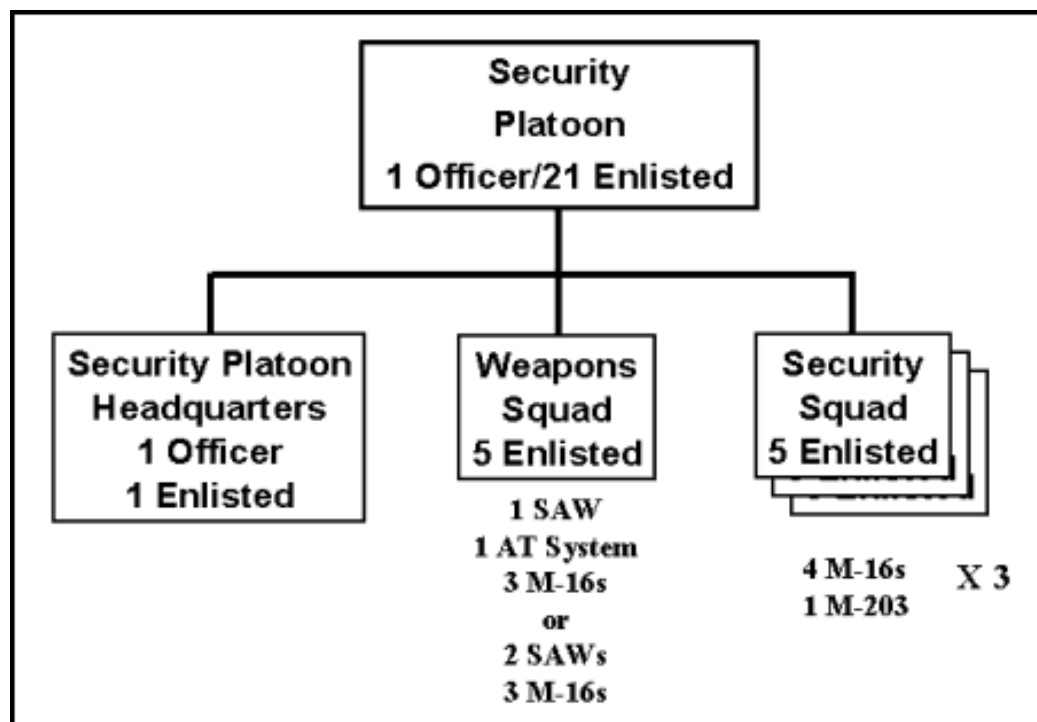 Security
Platoon
1 Officer/21 Enlisted
Security Platoon
Headquarters
1 Officer
1 Enlisted
Weapons
Squad
5 Enlisted
1 SAW
1 AT System
3 M-16s
or
2 SAWs
3 M-16s
Security
Squad
5 Enlisted
4 M-16s
1 M-203
X 3